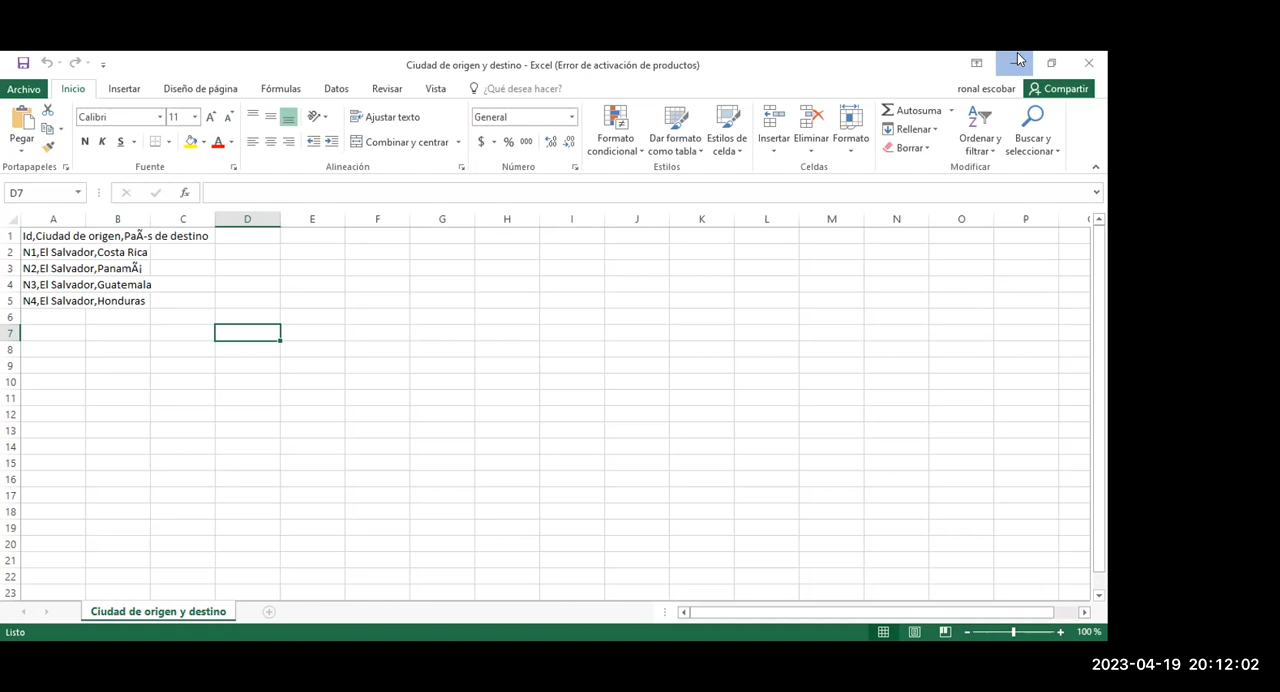 Ciudad de origen y destino - Excel (Error de activación de productos)
Archivo Inicio Insertar Diseño de página Fórmulas Datos Revisar Vista ¿Qué desea hacer? ronal escobar Compartir
Pegar
Calibri 11
N K S
Ajustar texto
Combinar y centrar
General
$ % 000
Formato condicional
Dar formato como tabla
Estilos de celda
Insertar Eliminar Formato
Autosuma
Rellenar
Borrar
Ordenar y filtrar
Buscar y seleccionar
Portapapeles Fuente Alineación Número Estilos Celdas Modificar
D7 fx
A B C D E F G H I J K L M N O P
1 Id,Ciudad de origen,PaÃ-s de destino
2 N1,El Salvador,Costa Rica
3 N2,El Salvador,PanamÃ¡
4 N3,El Salvador,Guatemala
5 N4,El Salvador,Honduras
6
7
8
9
10
11
12
13
14
15
16
17
18
19
20
21
22
23
Ciudad de origen y destino
Listo 100 %
2023-04-19 20:12:02